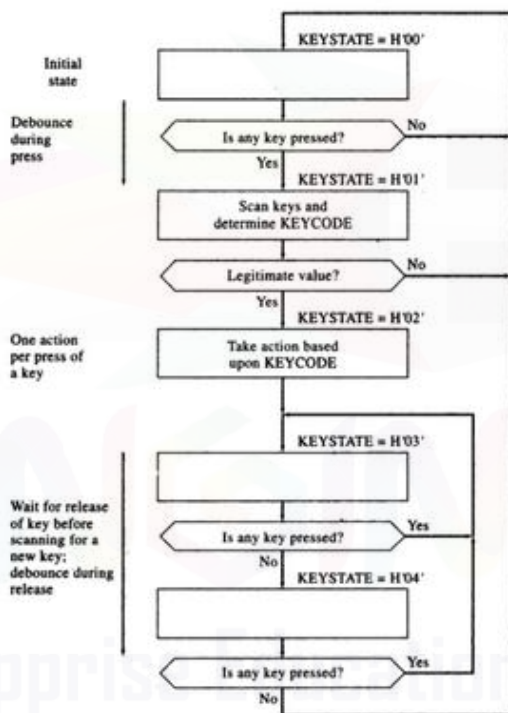 KEYSTATE = H'00'
Initial
state
Debounce
during
press
Is any key pressed?
No
Yes
KEYSTATE = H'01'
Scan keys and
determine KEYCODE
Legitimate value?
No
Yes
KEYSTATE = H'02'
One action
per press of
a key
Take action based
upon KEYCODE
KEYSTATE = H'03'
Wait for release
of key before
scanning for a
new key;
debounce during
release
Is any key pressed?
Yes
No
KEYSTATE = H'04'
Is any key pressed?
Yes
No